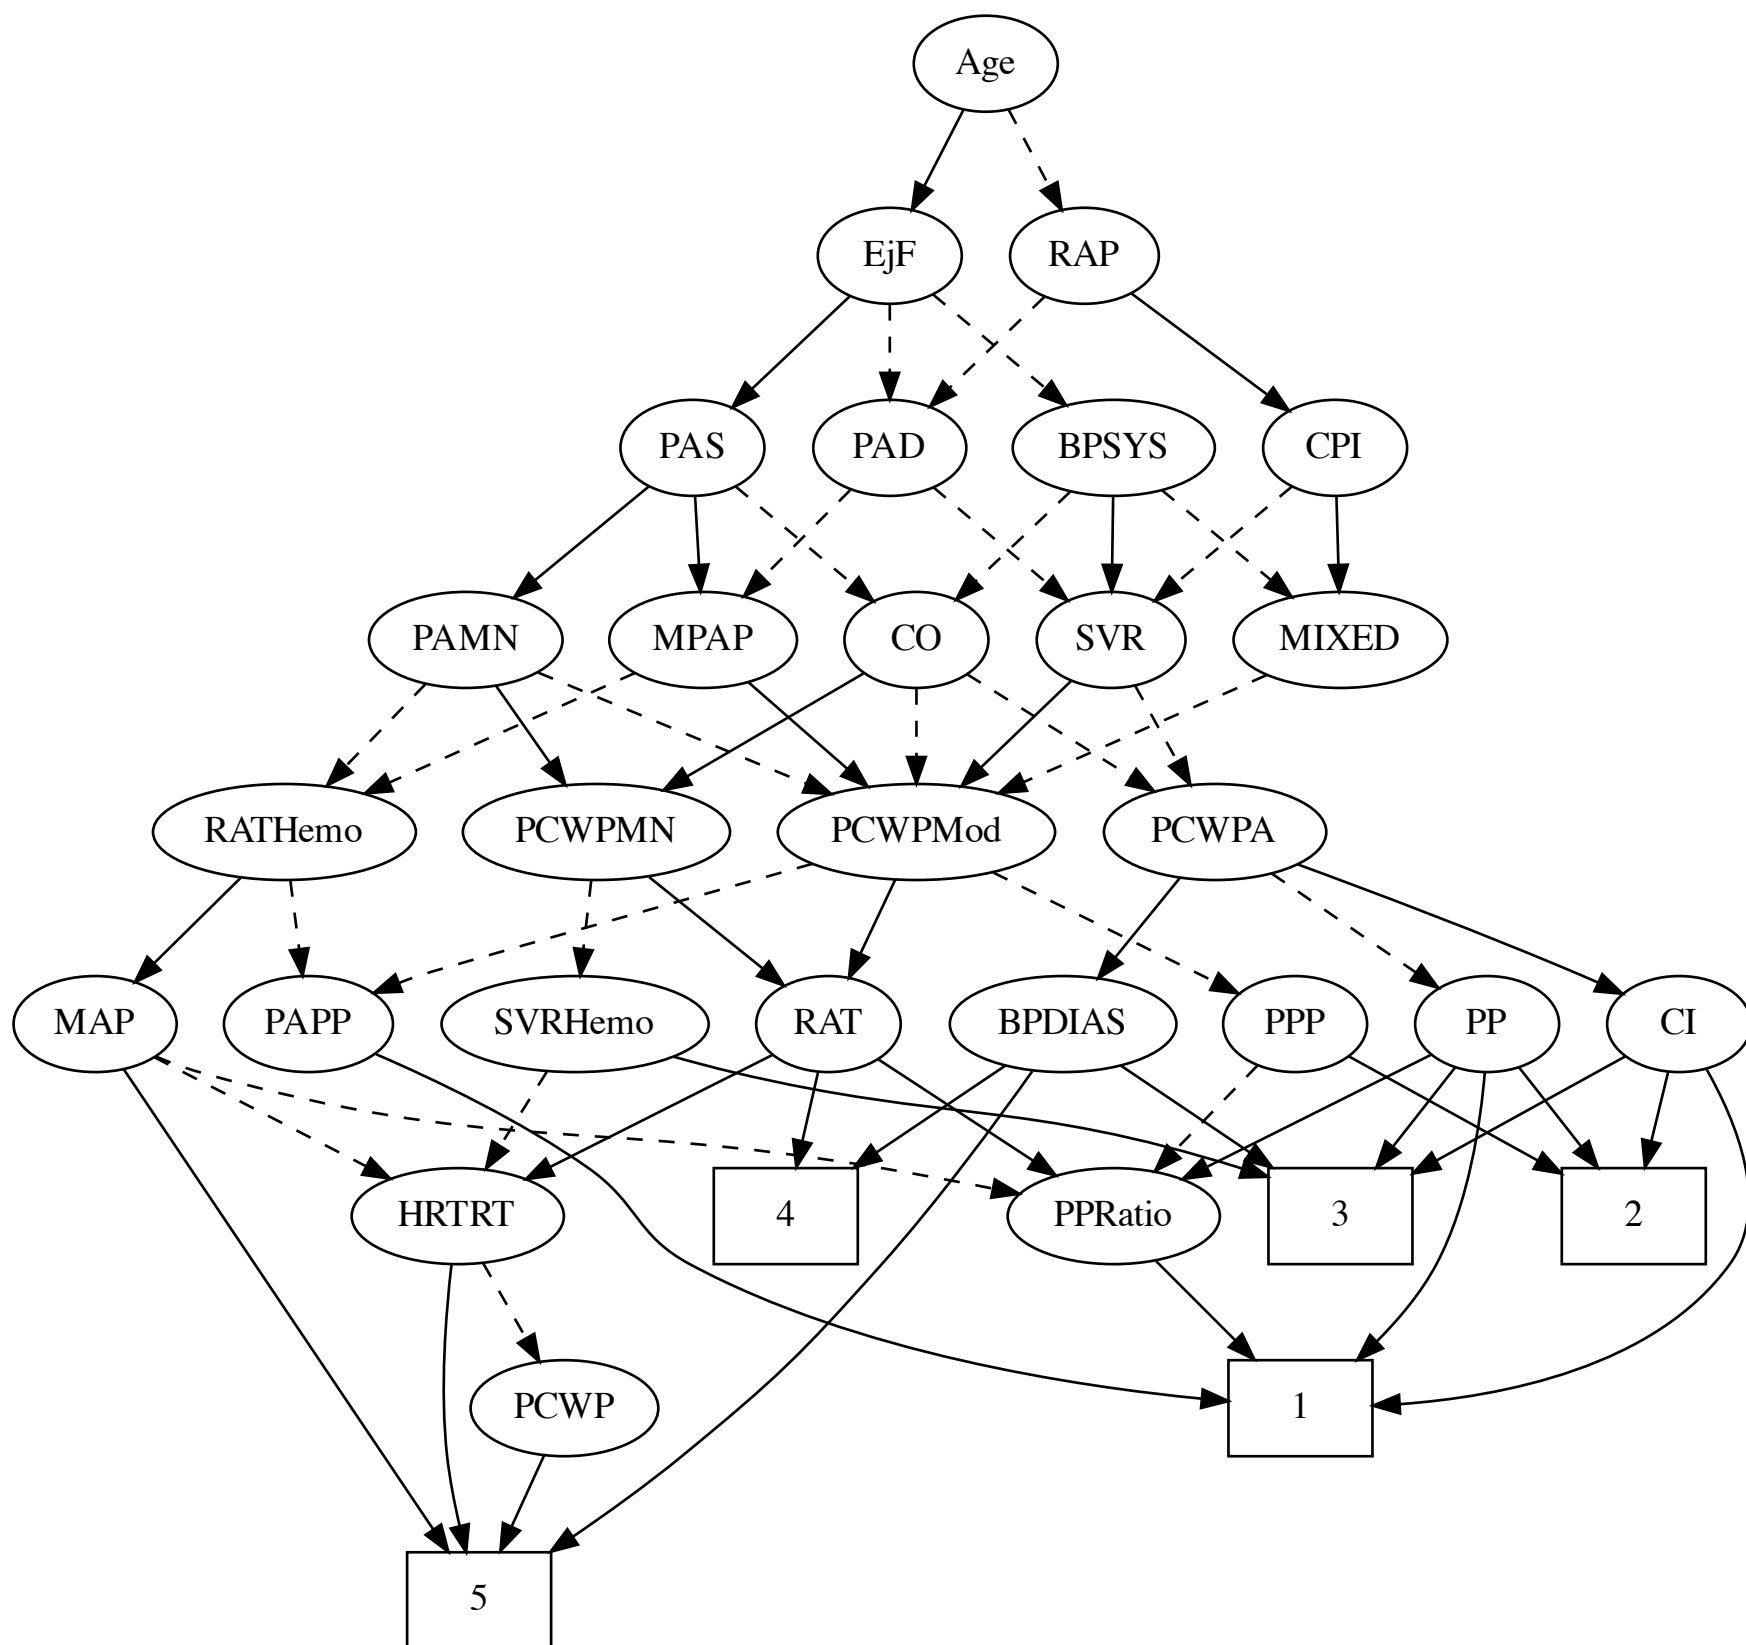 Age
EjF
RAP
PAS
PAD
BPSYS
CPI
PAMN
MPAP
CO
SVR
MIXED
RATHemo
PCWPMN
PCWPMod
PCWPA
MAP
PAPP
SVRHemo
RAT
BPDIAS
PPP
PP
CI
HRTRT
4
PPRatio
3
2
PCWP
1
5